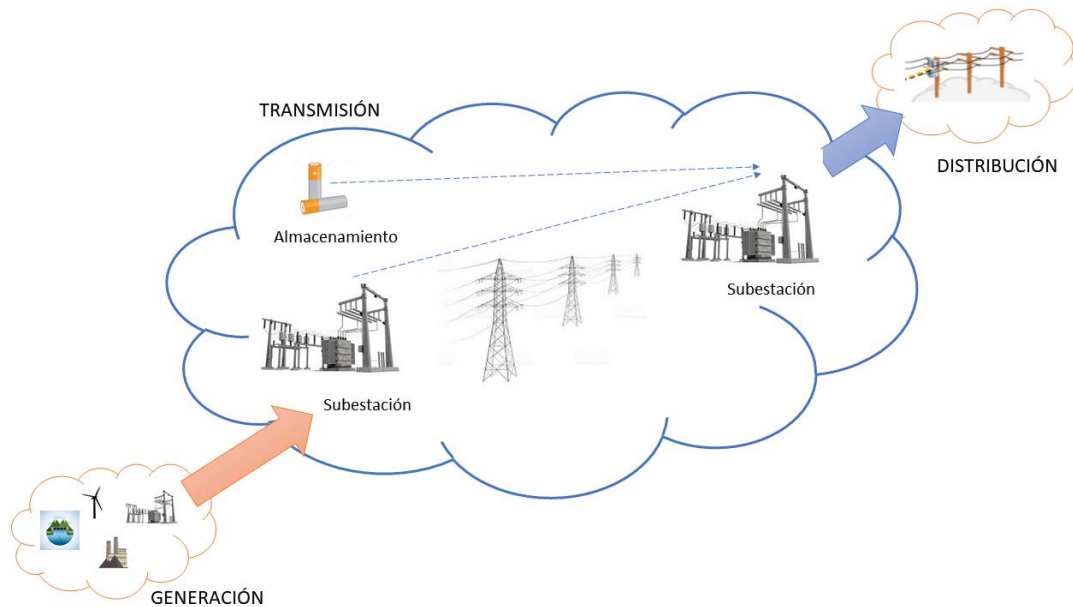 TRANSMISIÓN
DISTRIBUCIÓN
Almacenamiento
Subestación
Subestación
GENERACIÓN